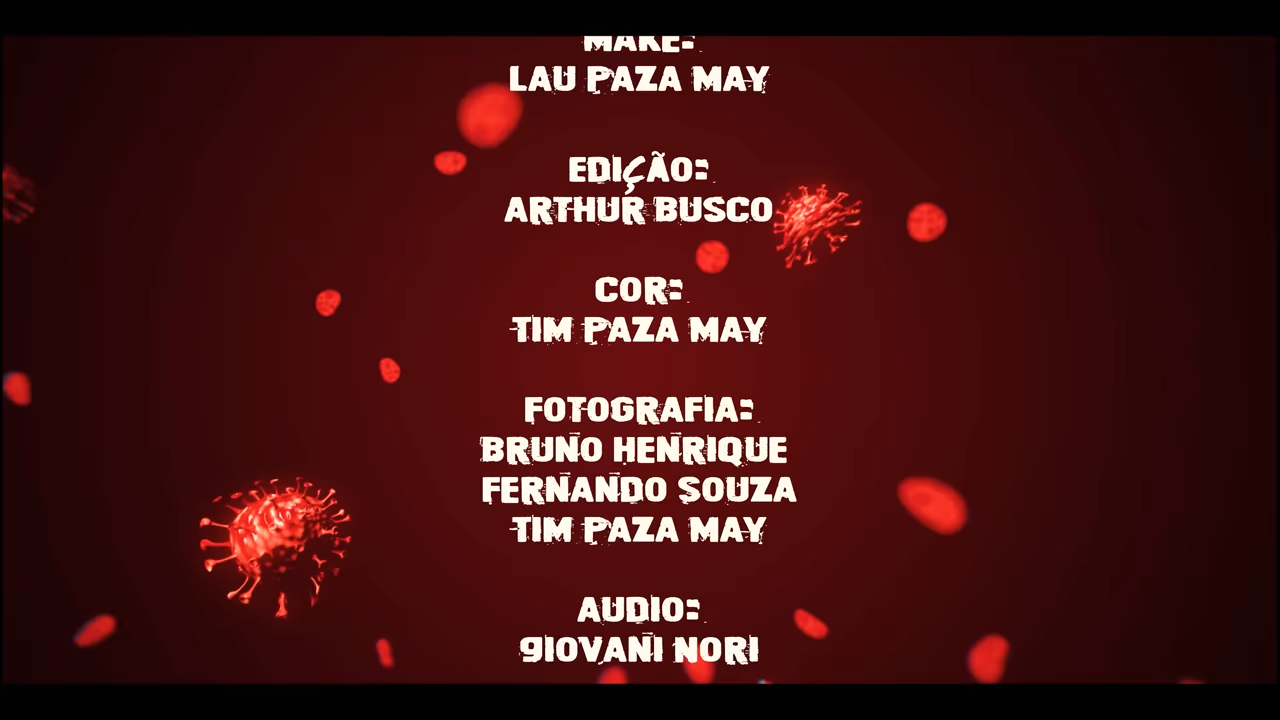 MAKE:
LAU PAZA MAY
EDIÇÃO:
ARTHUR BUSCO
COR:
TIM PAZA MAY
FOTOGRAFIA:
BRUNO HENRIQUE
FERNANDO SOUZA
TIM PAZA MAY
AUDIO:
GIOVANI NORI